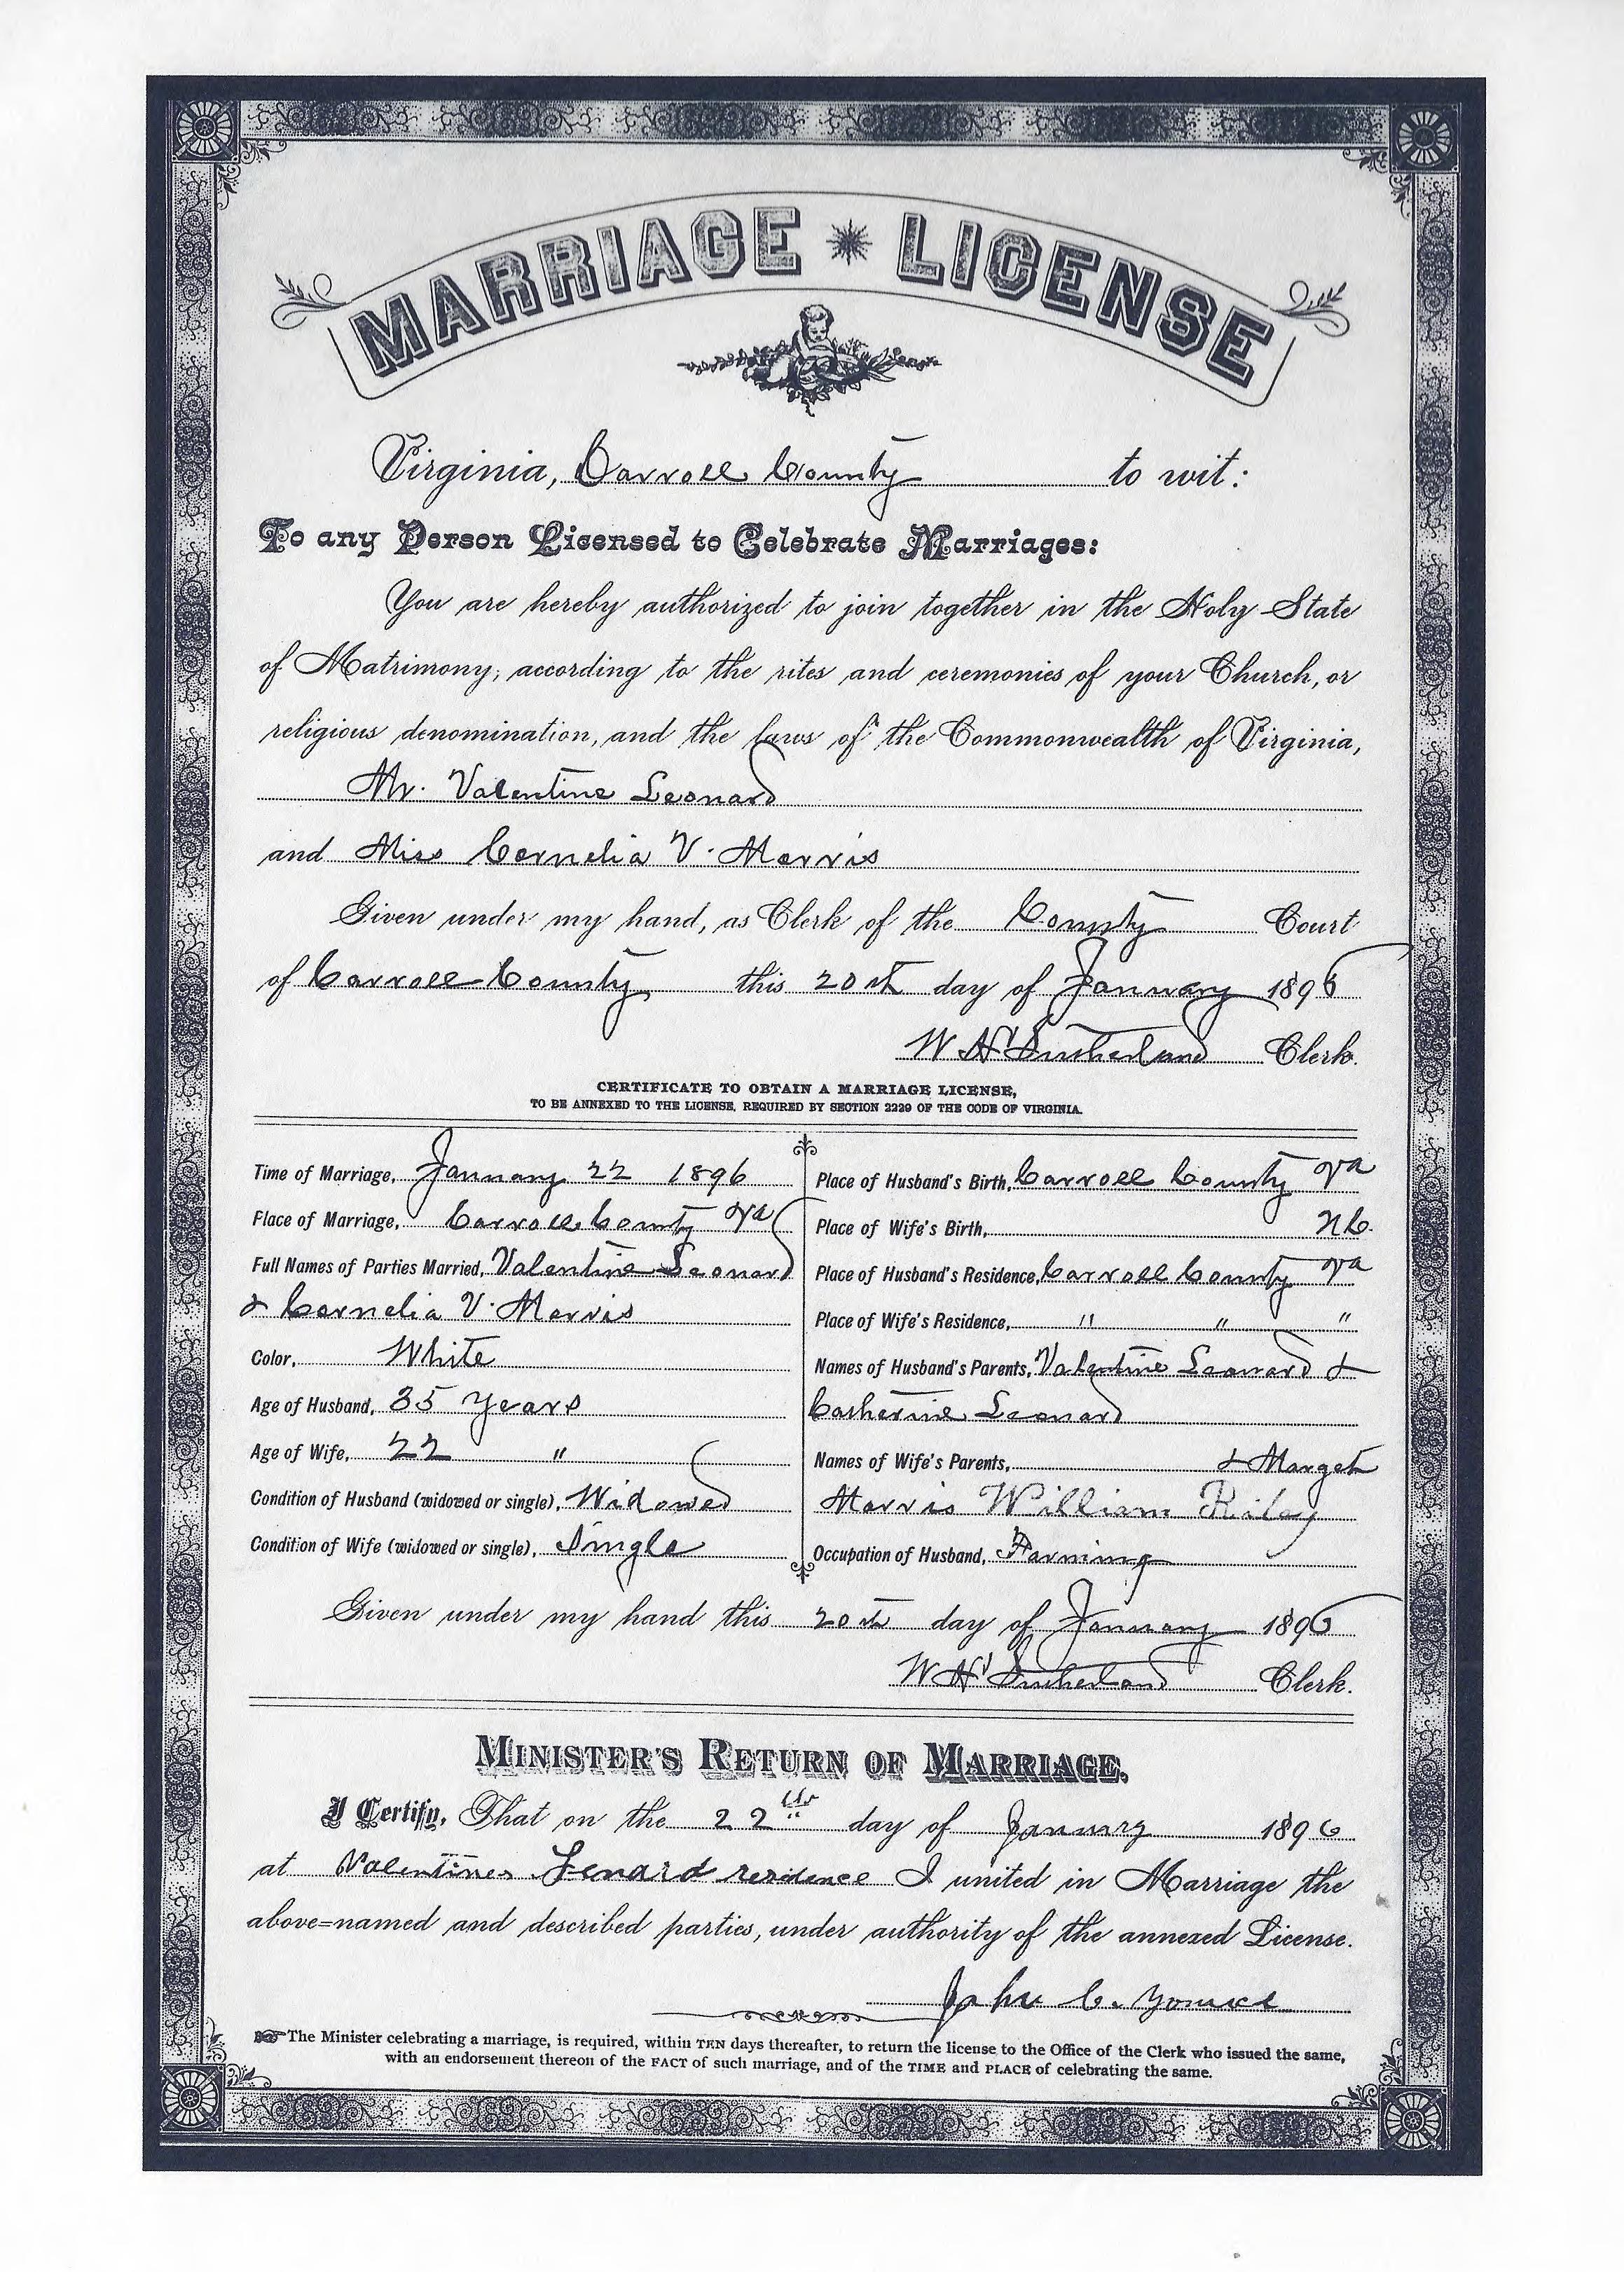 MARRIAGE LICENSE
Virginia, Carroll County to wit:
To any Person Licensed to Celebrate Marriages:
You are hereby authorized to join together in the Holy State
of Matrimony, according to the rites and ceremonies of your Church, or
religious denomination, and the laws of the Commonwealth of Virginia,
Mr. Valentine Leonard
and Miss Cornelia V. Morris
Given under my hand, as Clerk of the County Court
of Carroll County this 20th day of January 1896
W H Sutherland Clerk.
CERTIFICATE TO OBTAIN A MARRIAGE LICENSE,
TO BE ANNEXED TO THE LICENSE, REQUIRED BY SECTION 2229 OF THE CODE OF VIRGINIA.
Time of Marriage, January 22 1896
Place of Marriage, Carroll County Va
Full Names of Parties Married, Valentine Leonard
& Cornelia V. Morris
Color, White
Age of Husband, 35 years
Age of Wife, 22 "
Condition of Husband (widowed or single), Widowed
Condition of Wife (widowed or single), Single
Place of Husband's Birth, Carroll County Va
Place of Wife's Birth, N C.
Place of Husband's Residence, Carroll County Va
Place of Wife's Residence, " " "
Names of Husband's Parents, Valentine Leonard &
Catherine Leonard
Names of Wife's Parents, & Marget
Morris William Riley
Occupation of Husband, Farming
Given under my hand this 20th day of January 1896
W H Sutherland Clerk.
MINISTER'S RETURN OF MARRIAGE.
I Certify, That on the 22 day of January 1896
at Valentines Lenard residence I united in Marriage the
above=named and described parties, under authority of the annexed License.
John C.
The Minister celebrating a marriage, is required, within TEN days thereafter, to return the license to the Office of the Clerk who issued the same,
with an endorsement thereon of the FACT of such marriage, and of the TIME and PLACE of celebrating the same.